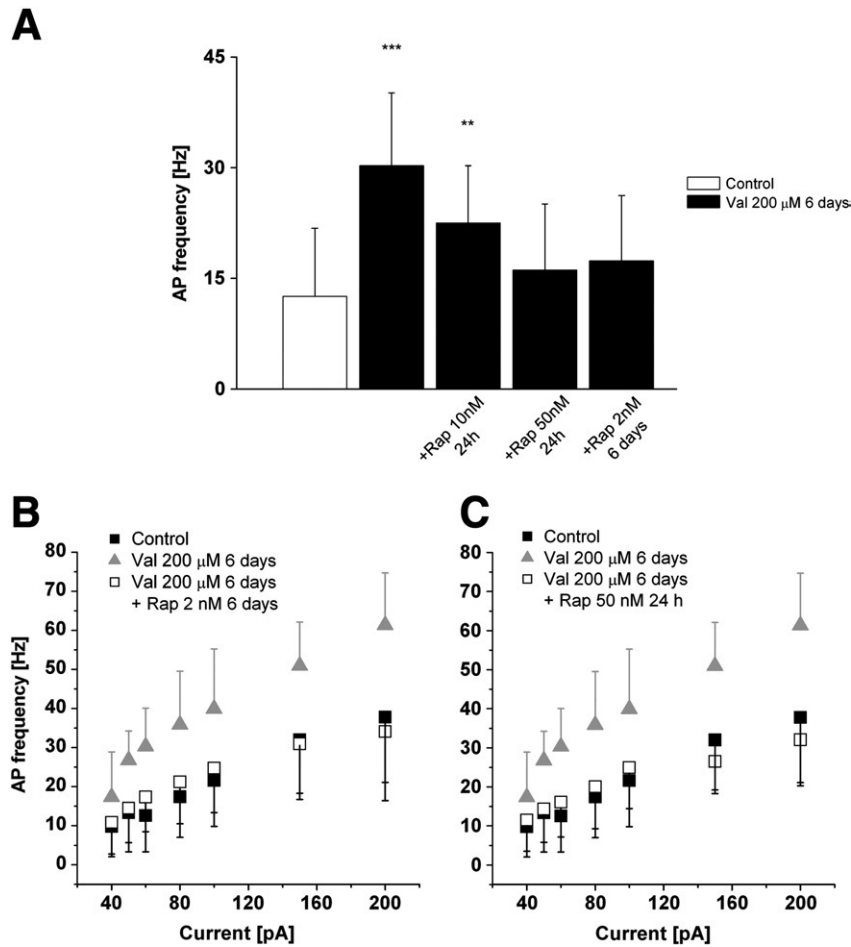 A
***
**
45
30
15
0
AP frequency [Hz]
Control
Val 200 μM 6 days
+Rap 10nM
24h
+Rap 50nM
24h
+Rap 2nM
6 days
B
Control
Val 200 μM 6 days
Val 200 μM 6 days
+ Rap 2 nM 6 days
80
70
60
50
40
30
20
10
0
AP frequency [Hz]
40 80 120 160 200
Current [pA]
C
Control
Val 200 μM 6 days
Val 200 μM 6 days
+ Rap 50 nM 24 h
80
70
60
50
40
30
20
10
0
40 80 120 160 200
Current [pA]